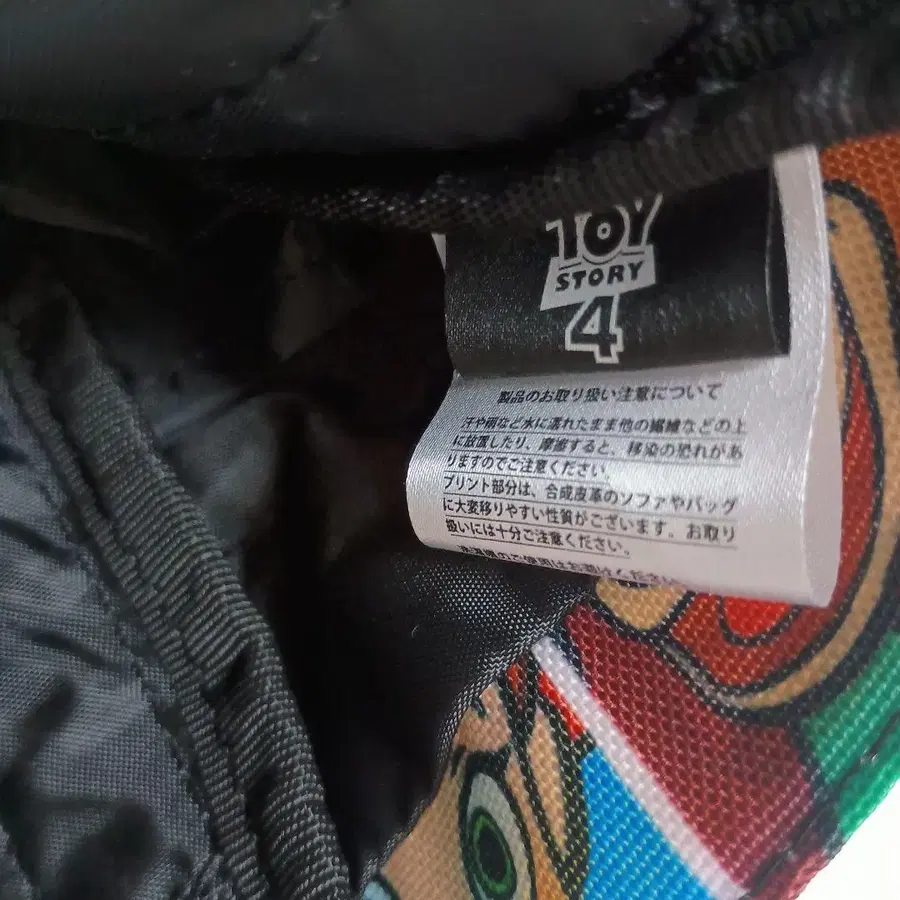 TOY
STORY
4
製品のお取り扱い注意について
汗や雨など水に濡れたまま他の繊維などの上
に放置したり、摩擦すると、移染の恐れがあ
りますのでご注意ください。
プリント部分は、合成皮革のソファやバッグ
に大変移りやすい性質がございます。お取り
扱いには十分ご注意ください。